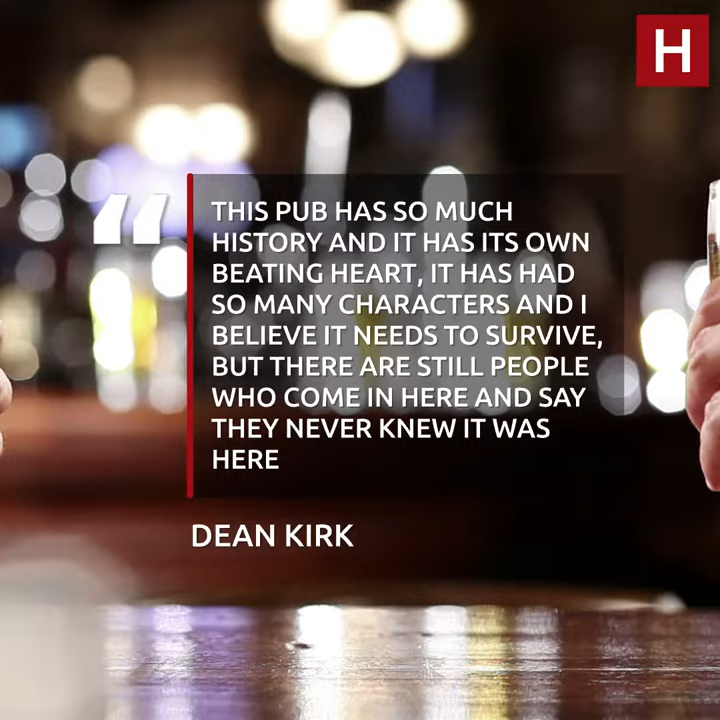 H
“
THIS PUB HAS SO MUCH
HISTORY AND IT HAS ITS OWN
BEATING HEART, IT HAS HAD
SO MANY CHARACTERS AND I
BELIEVE IT NEEDS TO SURVIVE,
BUT THERE ARE STILL PEOPLE
WHO COME IN HERE AND SAY
THEY NEVER KNEW IT WAS
HERE
DEAN KIRK